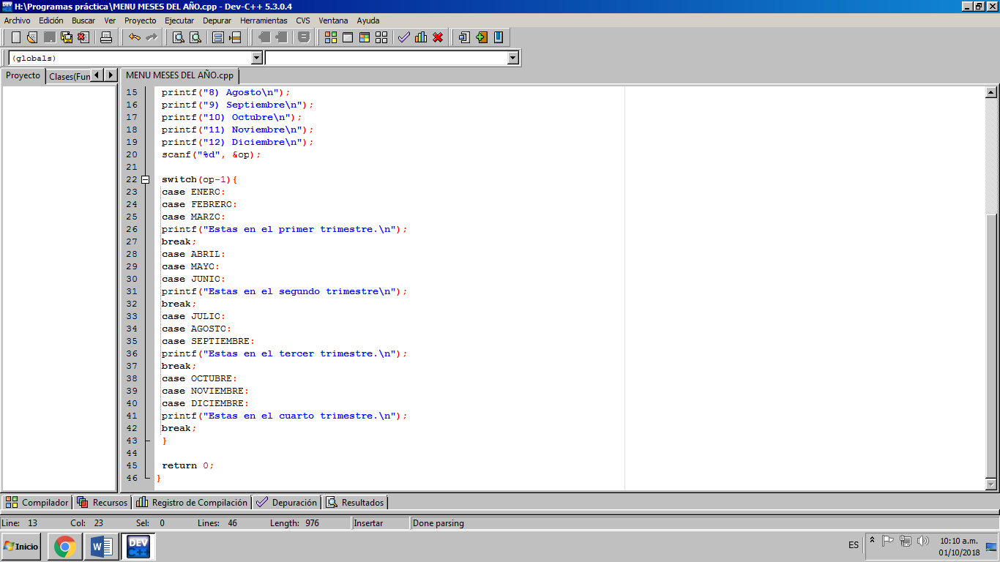 H:\Programas práctica\MENU MESES DEL AÑO.cpp - Dev-C++ 5.3.0.4
Archivo Edición Buscar Ver Proyecto Ejecutar Depurar Herramientas CVS Ventana Ayuda
(globals)
Proyecto Clases(Fun MENU MESES DEL AÑO.cpp
15 printf("8) Agosto\n");
16 printf("9) Septiembre\n");
17 printf("10) Octubre\n");
18 printf("11) Noviembre\n");
19 printf("12) Diciembre\n");
20 scanf("%d", &op);
21
22 switch(op-1){
23 case ENERO:
24 case FEBRERO:
25 case MARZO:
26 printf("Estas en el primer trimestre.\n");
27 break;
28 case ABRIL:
29 case MAYO:
30 case JUNIO:
31 printf("Estas en el segundo trimestre\n");
32 break;
33 case JULIO:
34 case AGOSTO:
35 case SEPTIEMBRE:
36 printf("Estas en el tercer trimestre.\n");
37 break;
38 case OCTUBRE:
39 case NOVIEMBRE:
40 case DICIEMBRE:
41 printf("Estas en el cuarto trimestre.\n");
42 break;
43 }
44
45 return 0;
46 }
Compilador Recursos Registro de Compilación Depuración Resultados
Line: 13 Col: 23 Sel: 0 Lines: 46 Length: 976 Insertar Done parsing
Inicio W DEV C++ ES 10:10 a.m.
01/10/2018